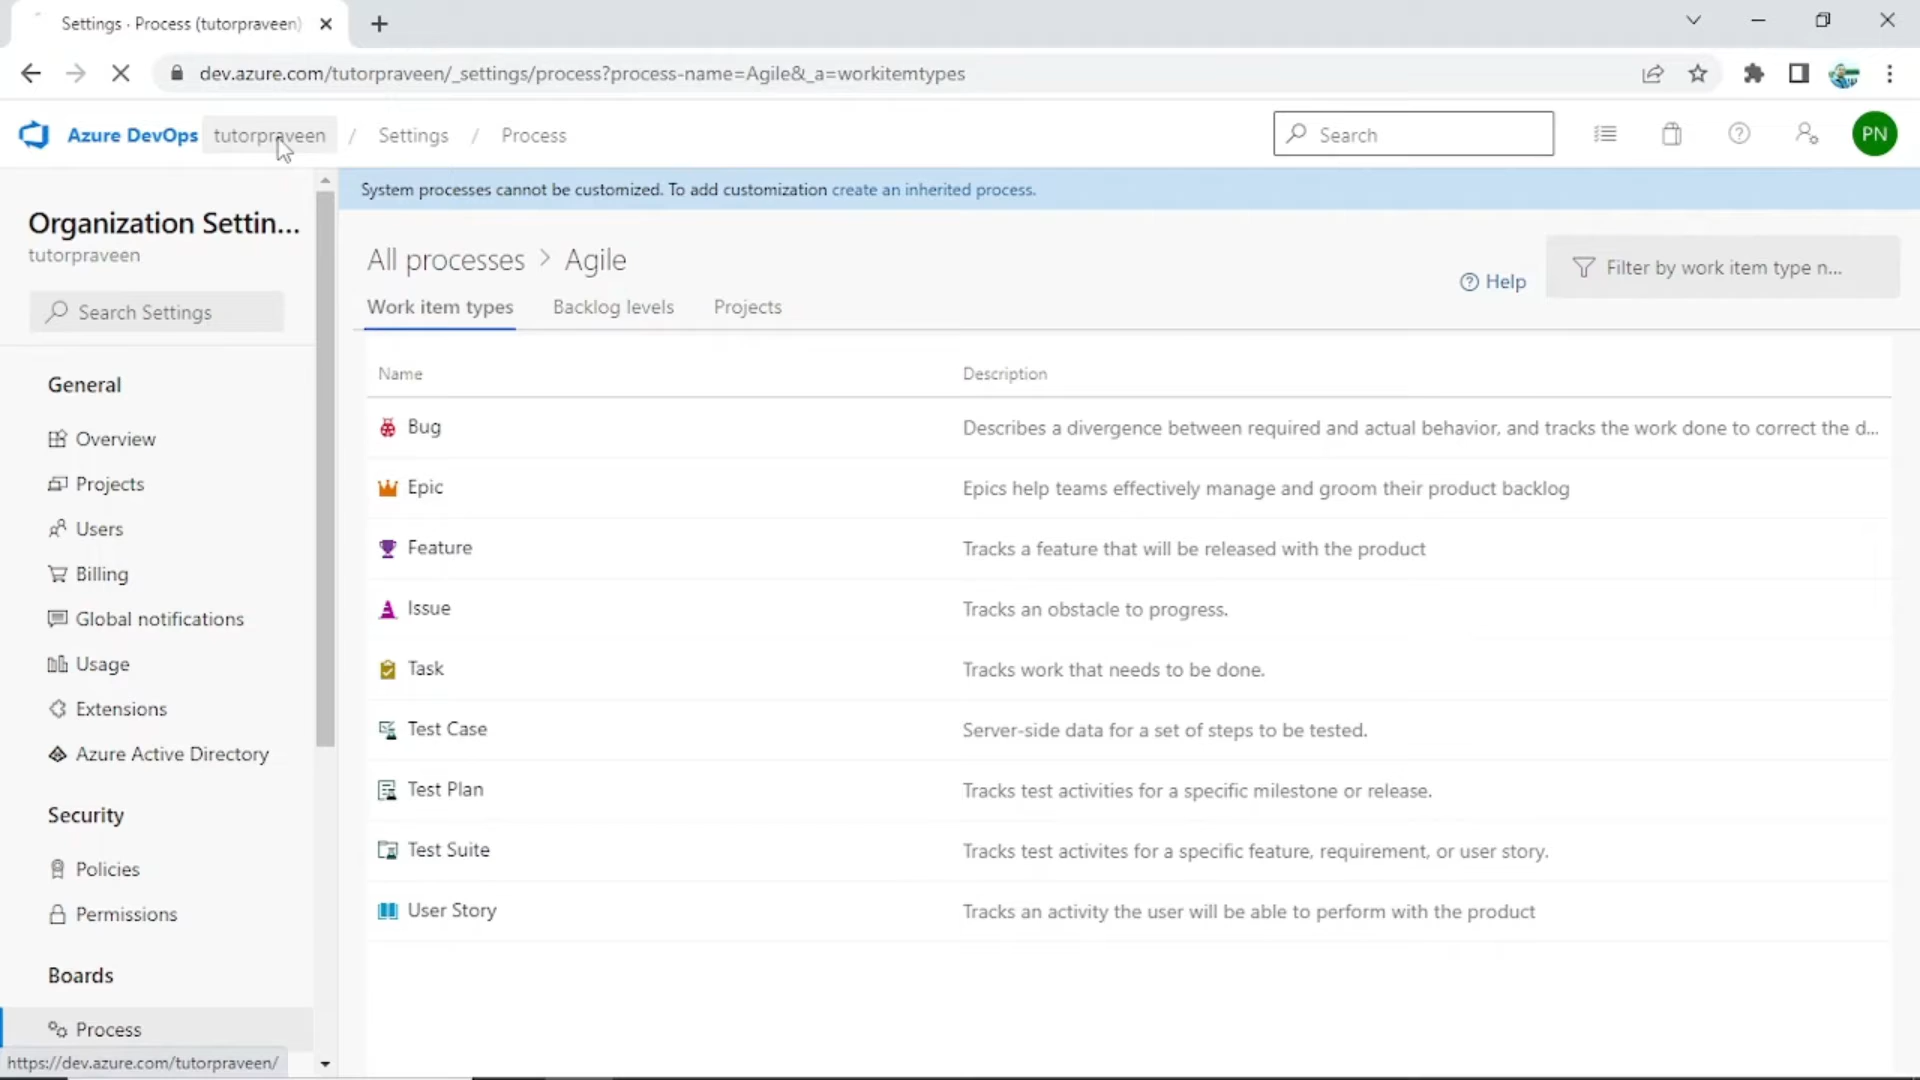 Settings · Process (tutorpraveen)
dev.azure.com/tutorpraveen/_settings/process?process-name=Agile&_a=workitemtypes
Azure DevOps tutorpraveen / Settings / Process
Search
PN
System processes cannot be customized. To add customization create an inherited process.
Organization Settin...
tutorpraveen
Search Settings
General
Overview
Projects
Users
Billing
Global notifications
Usage
Extensions
Azure Active Directory
Security
Policies
Permissions
Boards
Process
https://dev.azure.com/tutorpraveen/
All processes > Agile
Help
Filter by work item type n...
Work item types Backlog levels Projects
Name Description
Bug Describes a divergence between required and actual behavior, and tracks the work done to correct the d...
Epic Epics help teams effectively manage and groom their product backlog
Feature Tracks a feature that will be released with the product
Issue Tracks an obstacle to progress.
Task Tracks work that needs to be done.
Test Case Server-side data for a set of steps to be tested.
Test Plan Tracks test activities for a specific milestone or release.
Test Suite Tracks test activites for a specific feature, requirement, or user story.
User Story Tracks an activity the user will be able to perform with the product